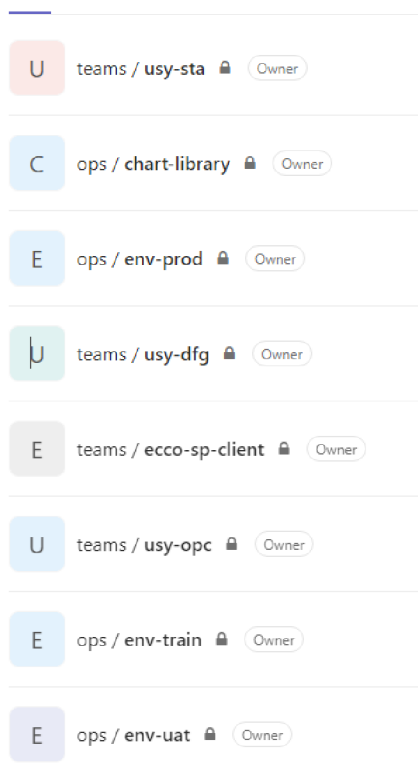 U teams / usy-sta Owner
C ops / chart-library Owner
E ops / env-prod Owner
U teams / usy-dfg Owner
E teams / ecco-sp-client Owner
U teams / usy-opc Owner
E ops / env-train Owner
E ops / env-uat Owner